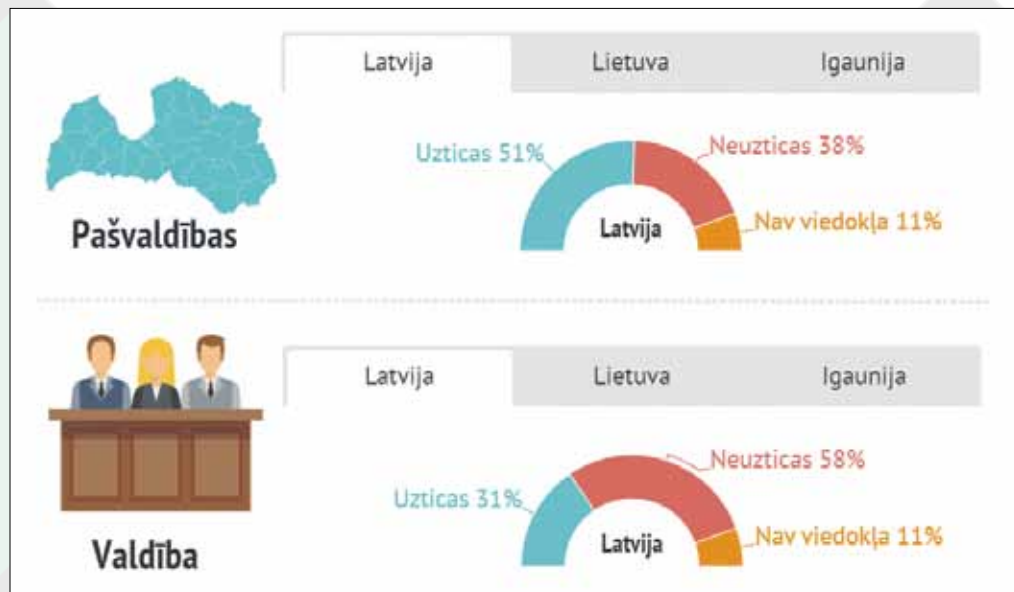 Latvija Lietuva Igaunija
Uzticas 51% Neuzticas 38%
Nav viedokļa 11%
Latvija
Pašvaldības
Latvija Lietuva Igaunija
Uzticas 31% Neuzticas 58%
Nav viedokļa 11%
Latvija
Valdība